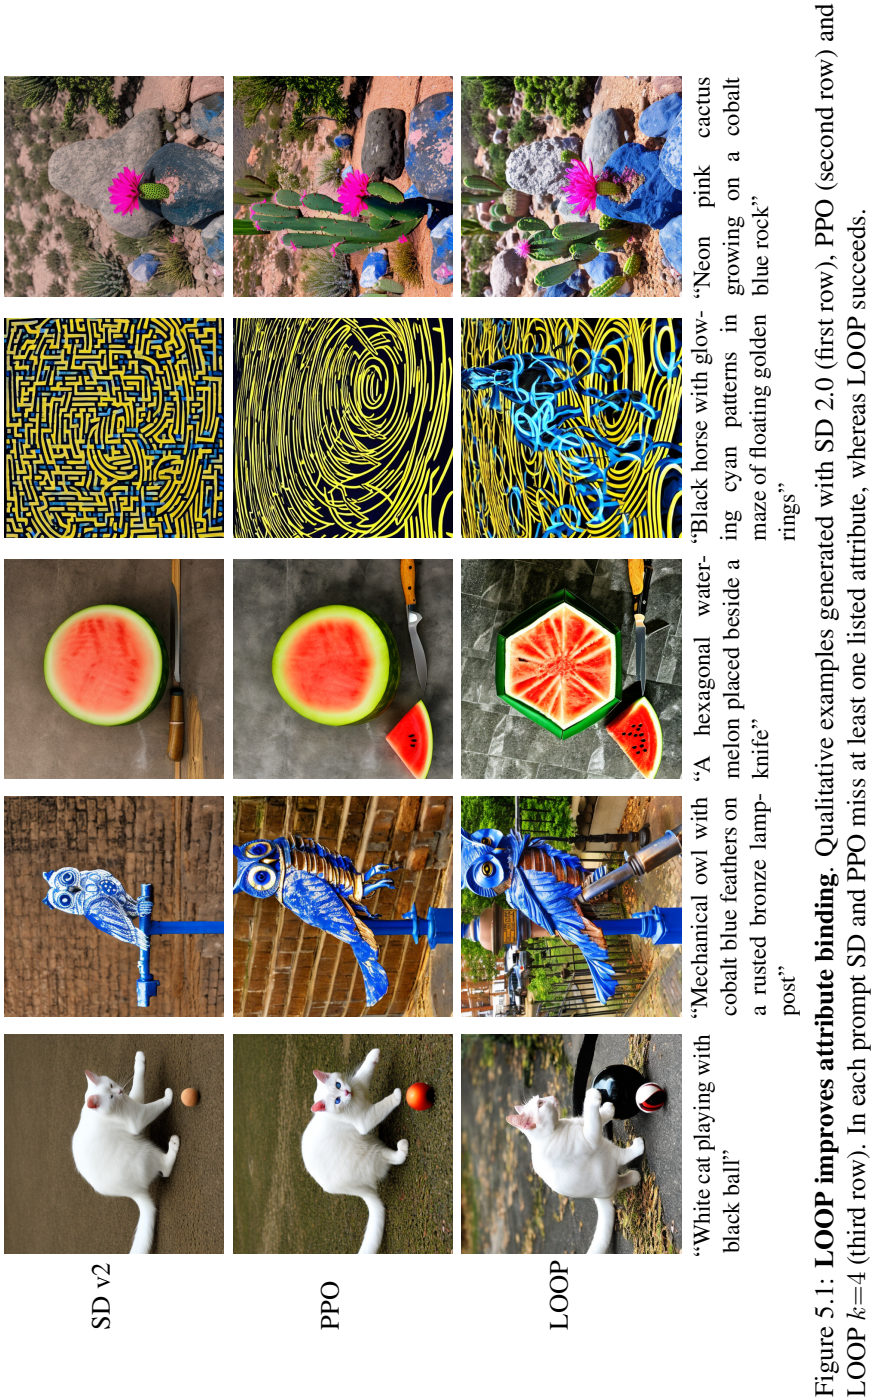 SD v2
PPO
LOOP
“White cat playing with
black ball”
“Mechanical owl with
cobalt blue feathers on
a rusted bronze lamp-
post”
“A hexagonal water-
melon placed beside a
knife”
“Black horse with glow-
ing cyan patterns in
maze of floating golden
rings”
“Neon pink cactus
growing on a cobalt
blue rock”
Figure 5.1: LOOP improves attribute binding. Qualitative examples generated with SD 2.0 (first row), PPO (second row) and
LOOP k=4 (third row). In each prompt SD and PPO miss at least one listed attribute, whereas LOOP succeeds.